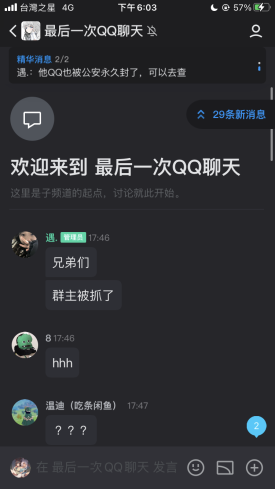 台灣之星 4G 下午6:03 57%
最后一次QQ聊天
精华消息 2/2
遇.：他QQ也被公安永久封了，可以去查
29条新消息
欢迎来到 最后一次QQ聊天
这里是子频道的起点，讨论就此开始。
遇. 管理员 17:46
兄弟们
群主被抓了
8 17:46
hhh
温迪（吃条闲鱼） 17:47
？？？
2
在 最后一次QQ聊天 发言